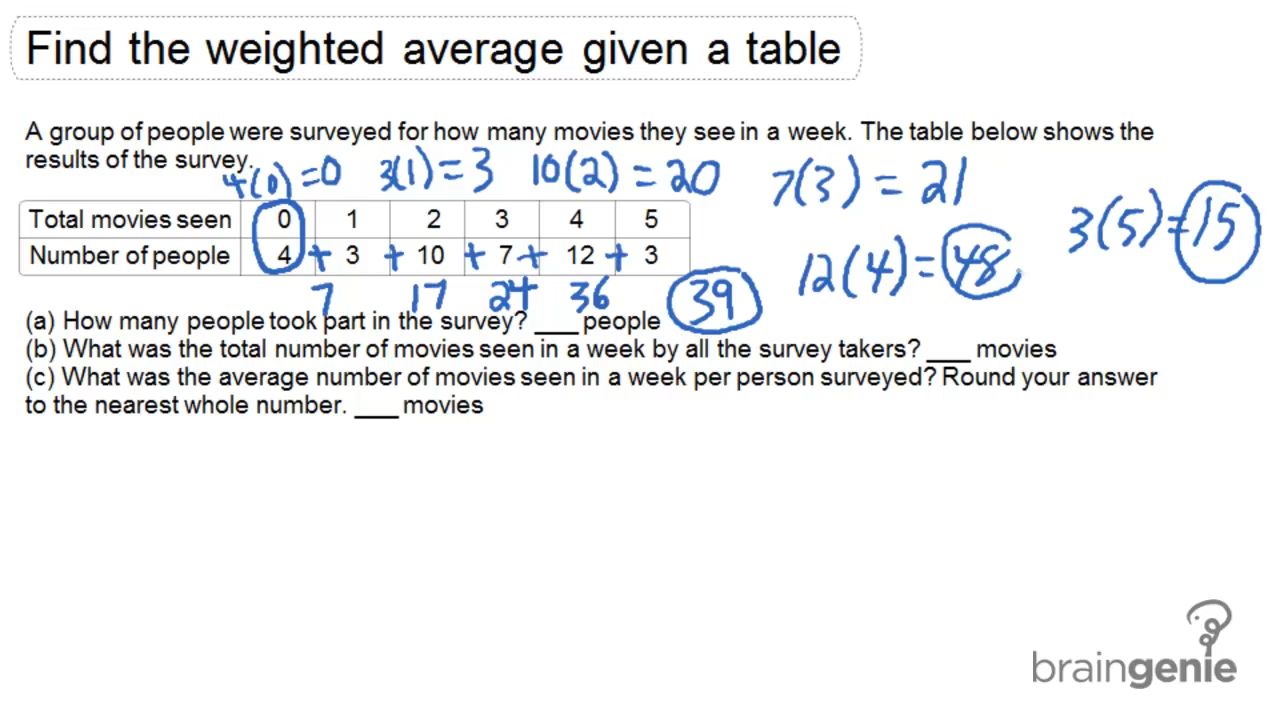 Find the weighted average given a table
A group of people were surveyed for how many movies they see in a week. The table below shows the
results of the survey.
4(0) =0 3(1) = 3 10(2) = 20 7(3) = 21
Total movies seen 0 1 2 3 4 5
3(5)=15
Number of people 4 + 3 + 10 + 7 + 12 + 3
12(4) = 48
7 17 24 36 39
(a) How many people took part in the survey? ___ people
(b) What was the total number of movies seen in a week by all the survey takers? ___ movies
(c) What was the average number of movies seen in a week per person surveyed? Round your answer
to the nearest whole number. ___ movies
braingenie